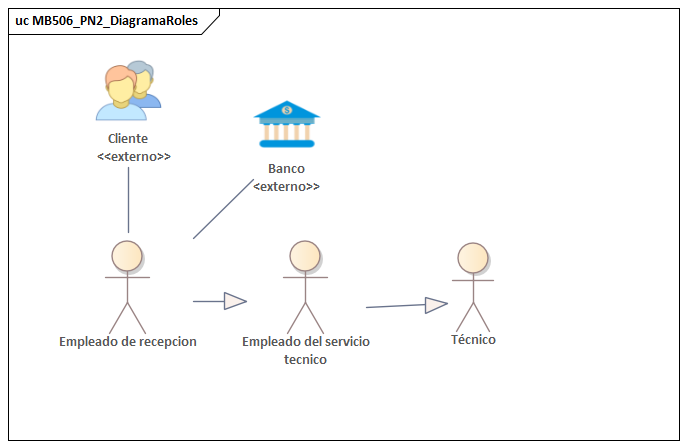 uc MB506_PN2_DiagramaRoles
Cliente
<<externo>>
$
Banco
<externo>>
Empleado de recepcion
Empleado del servicio
tecnico
Técnico